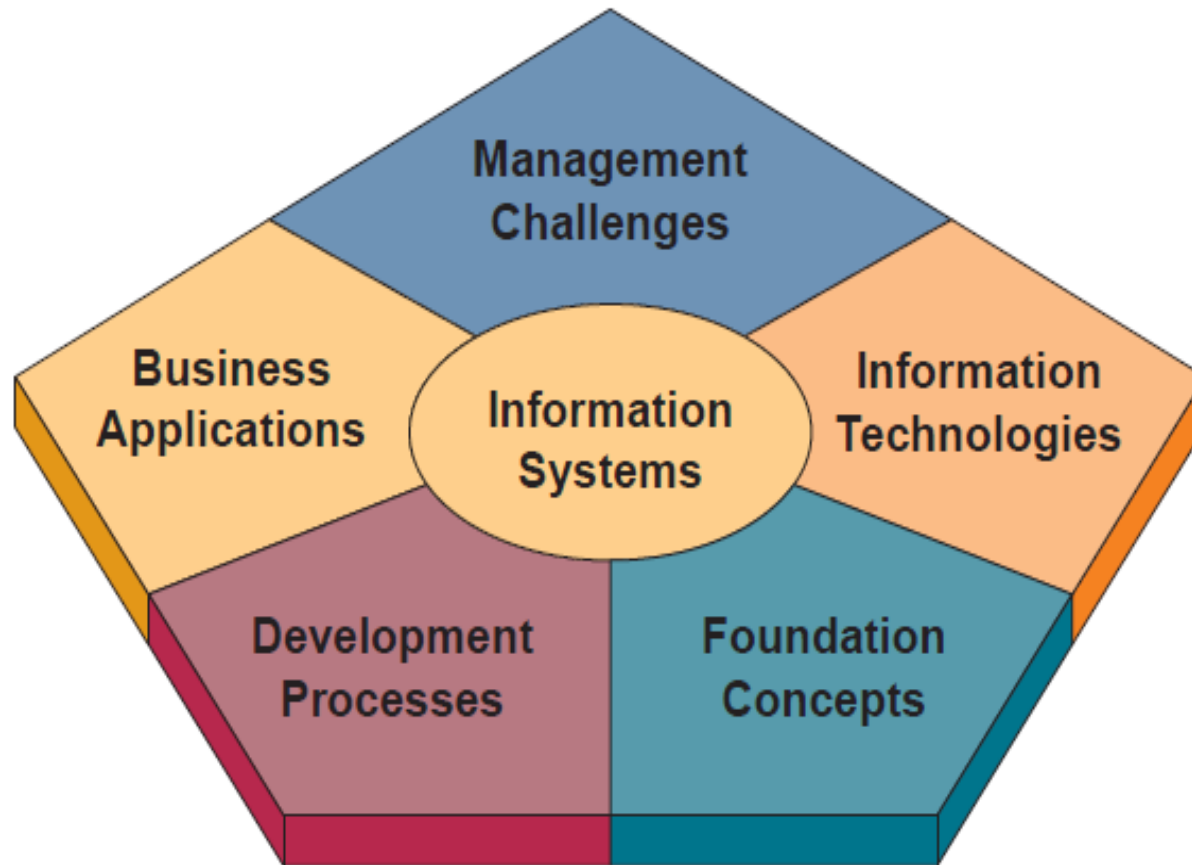 Management
Challenges
Business
Applications
Information
Systems
Information
Technologies
Development
Processes
Foundation
Concepts